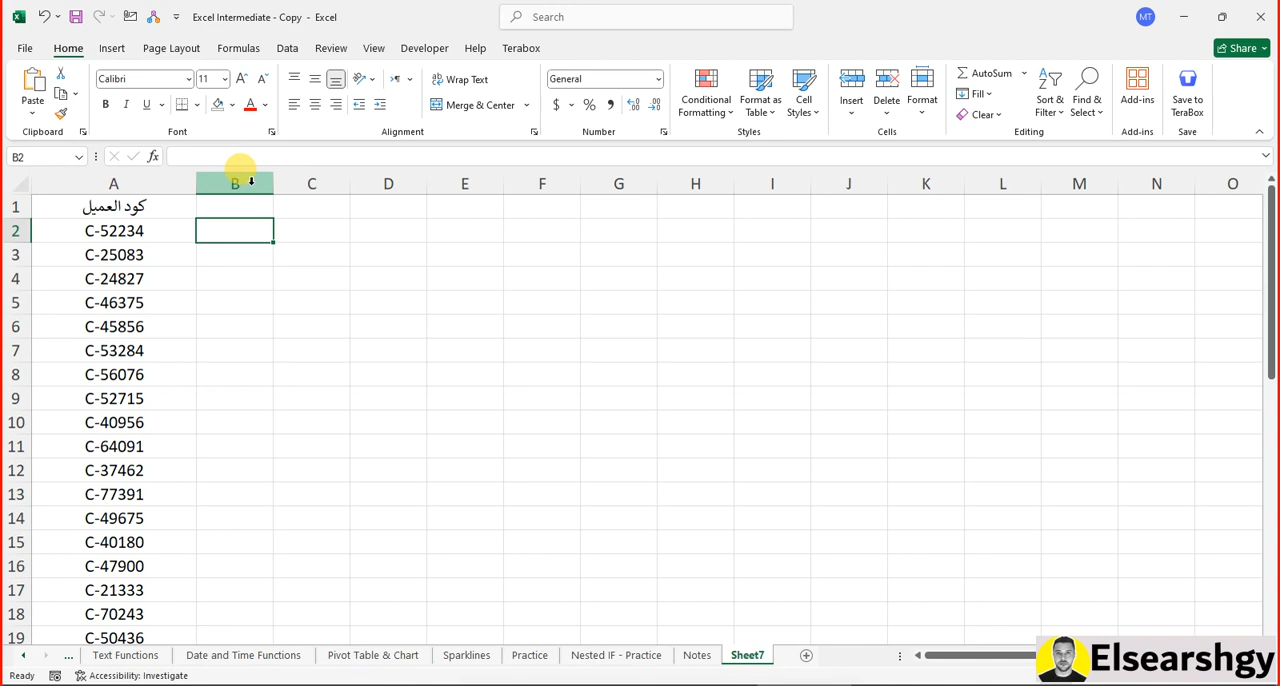 Excel Intermediate - Copy - Excel
Search
MT
File Home Insert Page Layout Formulas Data Review View Developer Help Terabox
Share
Paste
Calibri 11
Wrap Text
Merge & Center
General
Conditional Formatting
Format as Table
Cell Styles
Insert
Delete
Format
AutoSum
Fill
Clear
Sort & Filter
Find & Select
Add-ins
Save to TeraBox
Clipboard Font Alignment Number Styles Cells Editing Add-ins Save
B2 fx
A B C D E F G H I J K L M N O
1 كود العميل
2 C-52234
3 C-25083
4 C-24827
5 C-46375
6 C-45856
7 C-53284
8 C-56076
9 C-52715
10 C-40956
11 C-64091
12 C-37462
13 C-77391
14 C-49675
15 C-40180
16 C-47900
17 C-21333
18 C-70243
19 C-50436
... Text Functions Date and Time Functions Pivot Table & Chart Sparklines Practice Nested IF - Practice Notes Sheet7
Ready Accessibility: Investigate
Elsearshgy